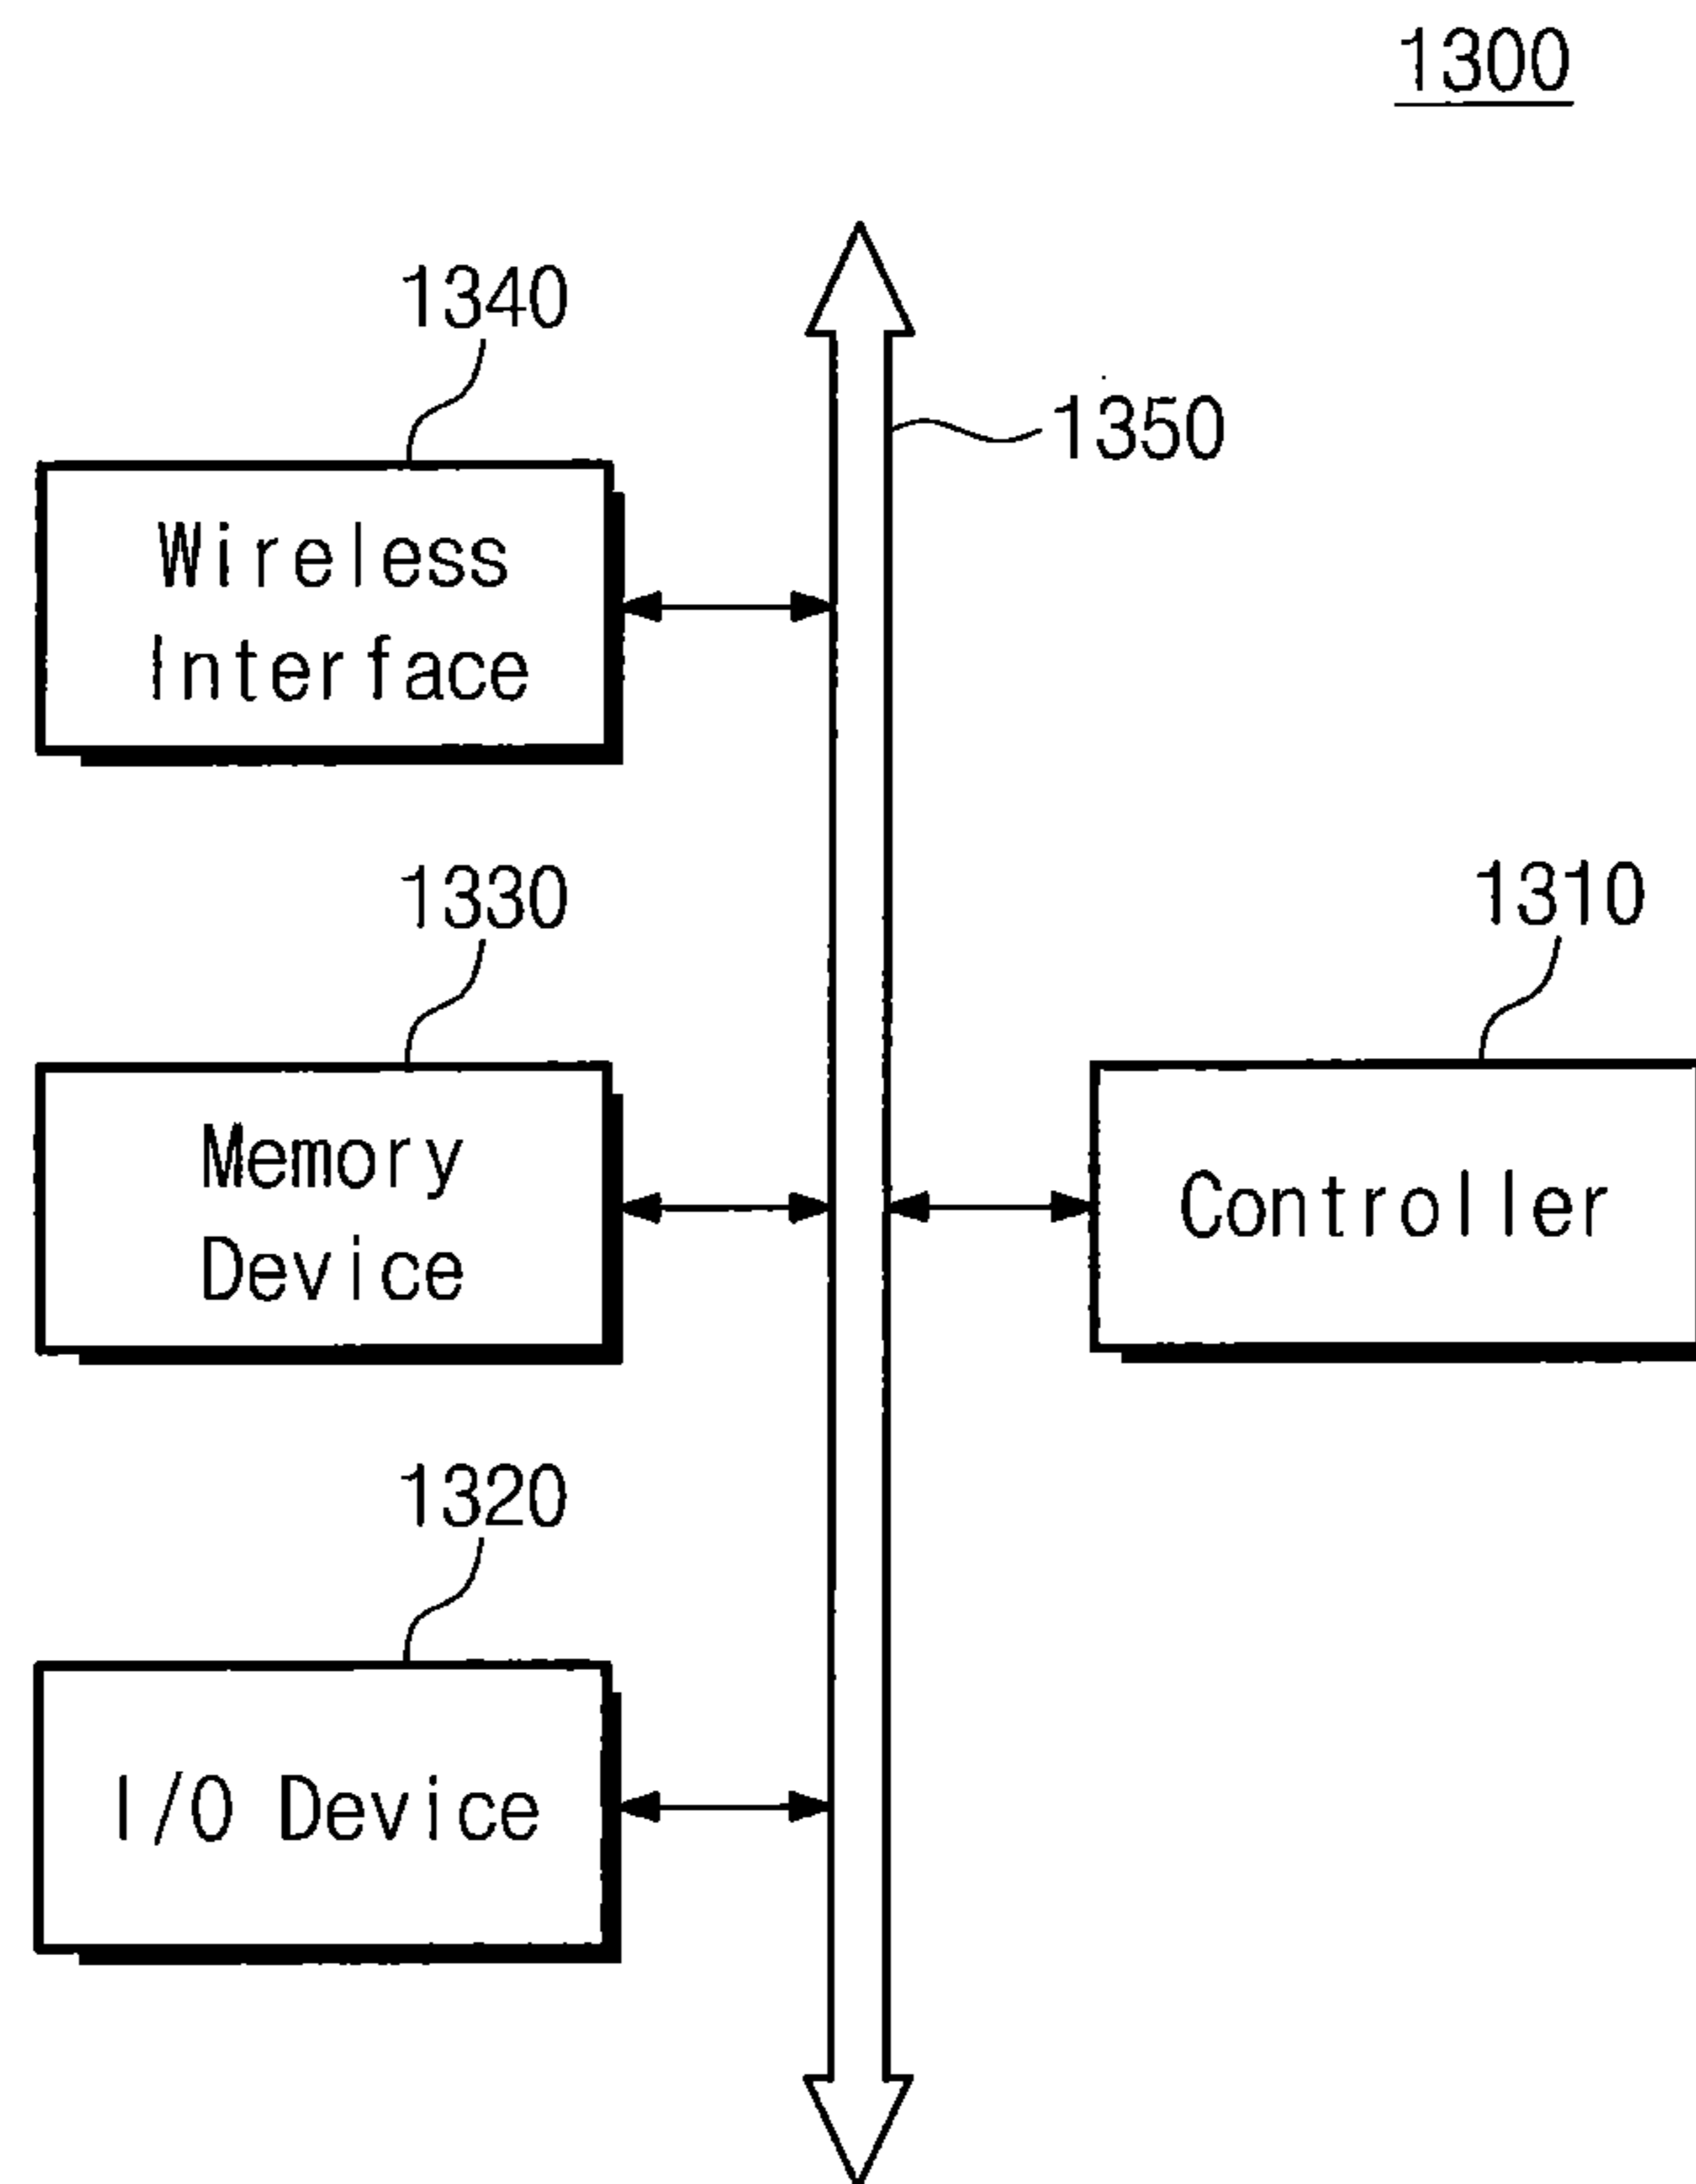 1300
1340
1350
Wireless
Interface
1330
1310
Memory
Device
Controller
1320
I/O Device